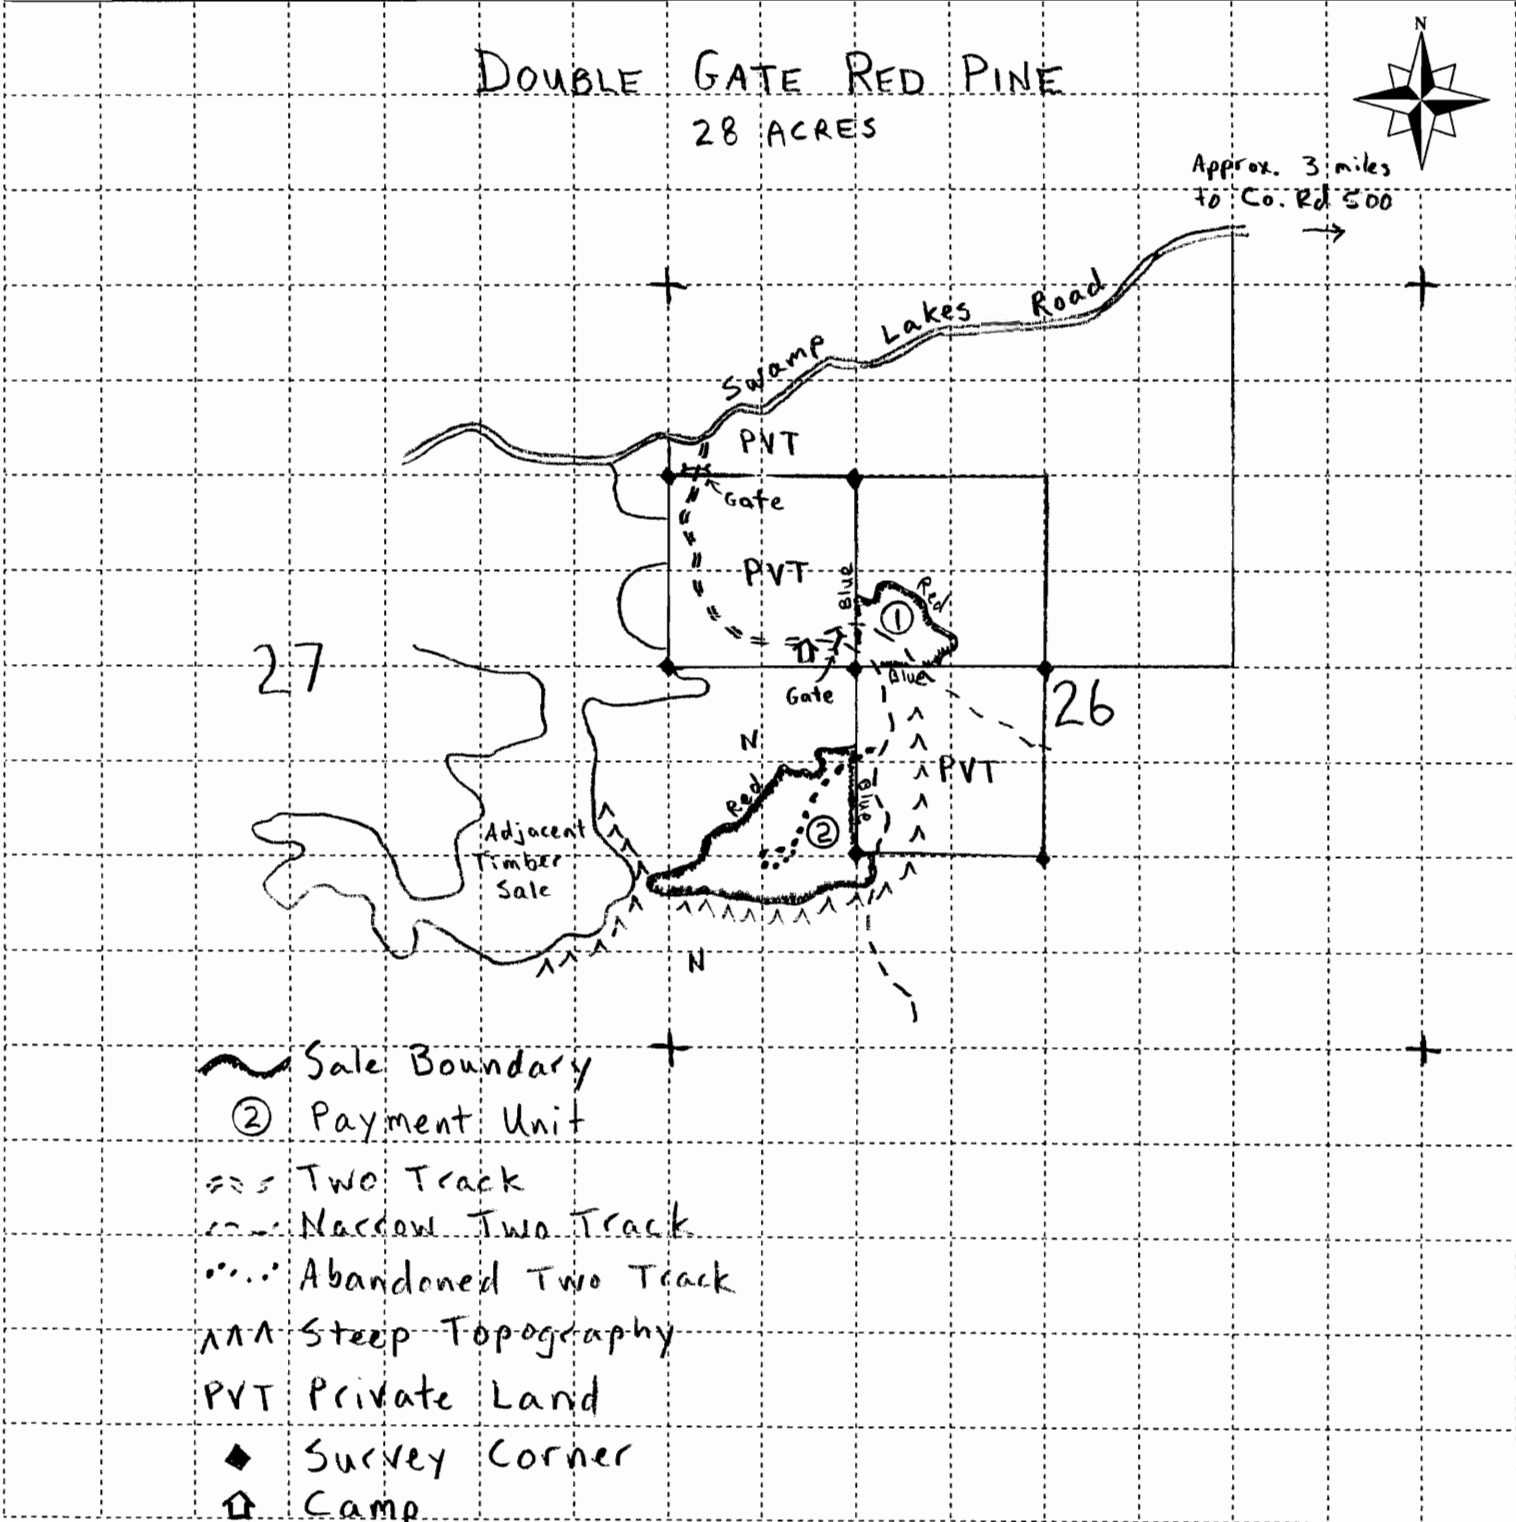 DOUBLE GATE RED PINE
28 ACRES
N
Approx. 3 miles
to Co. Rd 500
Swamp Lakes Road
PVT
Gate
PVT
Blue
Red
1
27
Gate
Blue
26
N
PVT
Red
Blue
2
Adjacent
Timber
Sale
N
Sale Boundary
2 Payment Unit
Two Track
Narrow Two Track
Abandoned Two Track
Steep Topography
PVT Private Land
Survey Corner
Camp